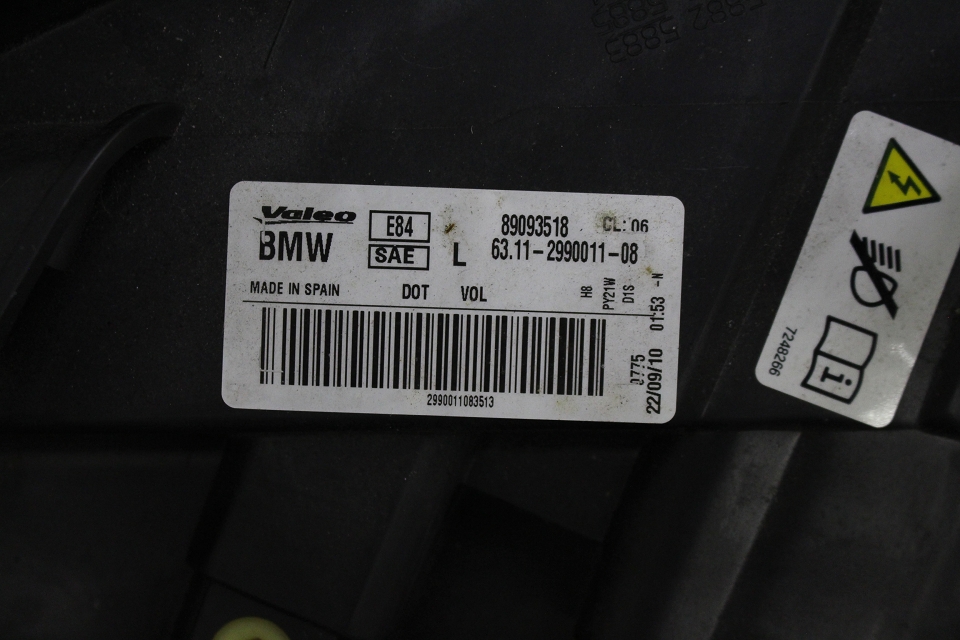 Valeo E84 89093518 CL: 06
BMW SAE L 63.11-2990011-08
MADE IN SPAIN DOT VOL H8 PY21W D1S
0775
22/09/10 01:53 -N
2990011083513
7248266